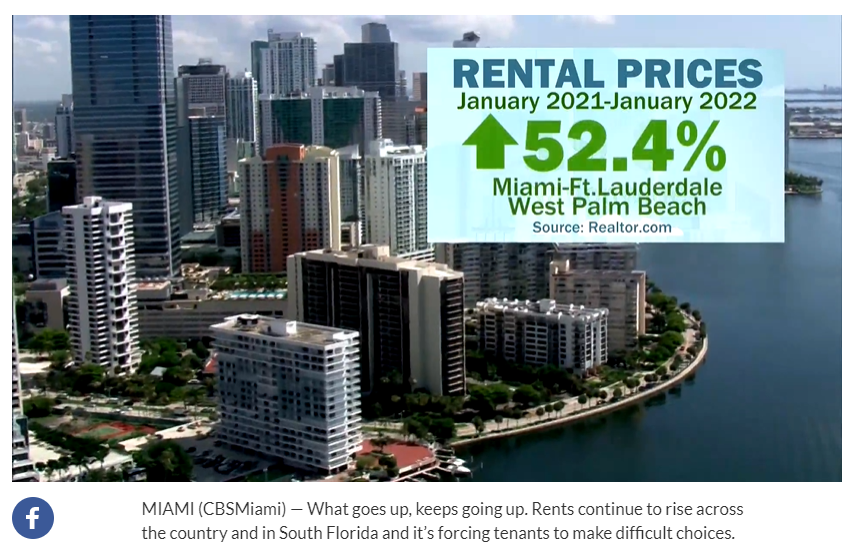 RENTAL PRICES
January 2021-January 2022
52.4%
Miami-Ft.Lauderdale
West Palm Beach
Source: Realtor.com
f
MIAMI (CBSMiami) — What goes up, keeps going up. Rents continue to rise across
the country and in South Florida and it’s forcing tenants to make difficult choices.